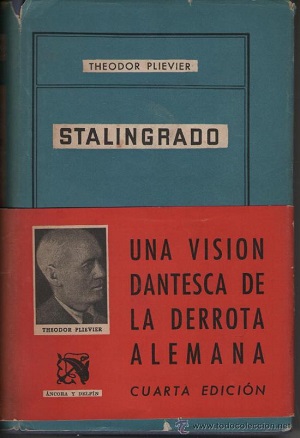 THEODOR PLIEVIER
STALINGRADO
UNA VISION
DANTESCA DE
LA DERROTA
ALEMANA
CUARTA EDICIÓN
THEODOR PLIEVIER
ÁNCORA Y DELFÍN
© www.todocoleccion.net